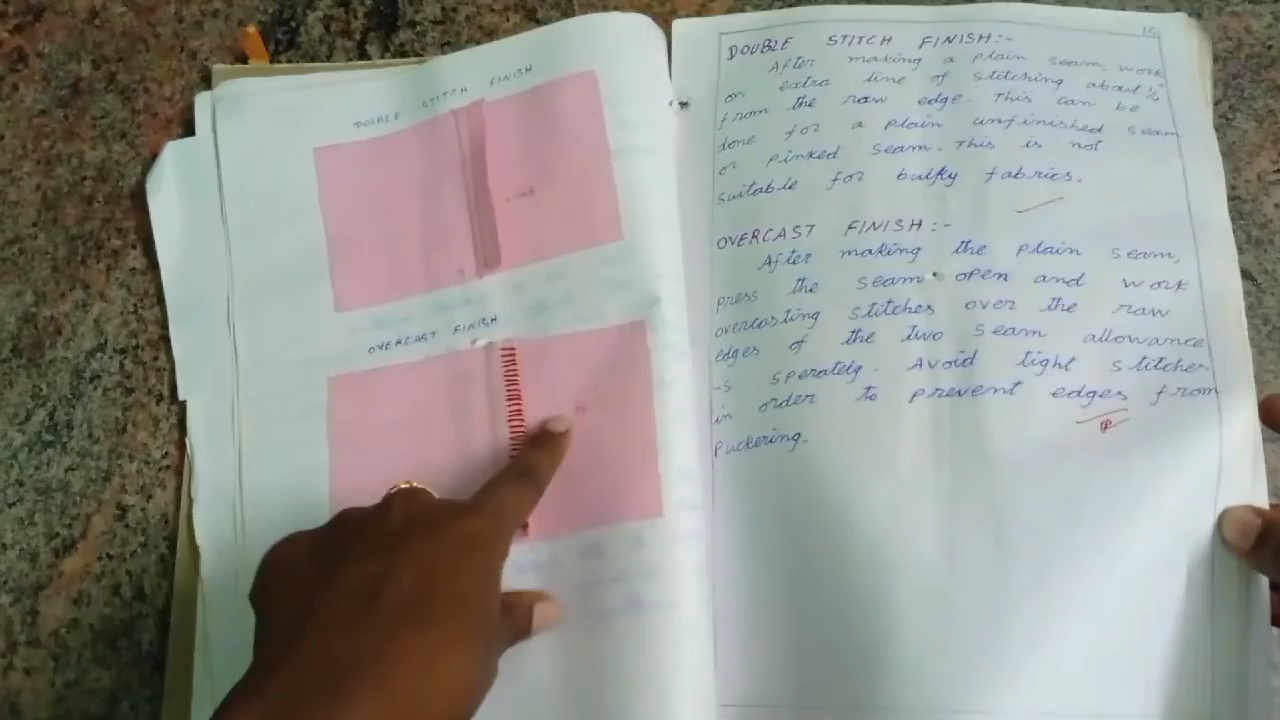 DOUBLE STITCH FINISH
OVERCAST FINISH
DOUBLE STITCH FINISH:-
After making a plain seam, work
on extra line of stitching about
from the raw edge. This can be
done for a plain unfinished seam
or pinked seam. This is not
suitable for bulky fabrics.
OVERCAST FINISH:-
After making the plain seam,
press the seam open and work
overcasting stitches over the raw
edges of the two seam allowance
-s sperately. Avoid tight stitches
in order to prevent edges from
puckering.